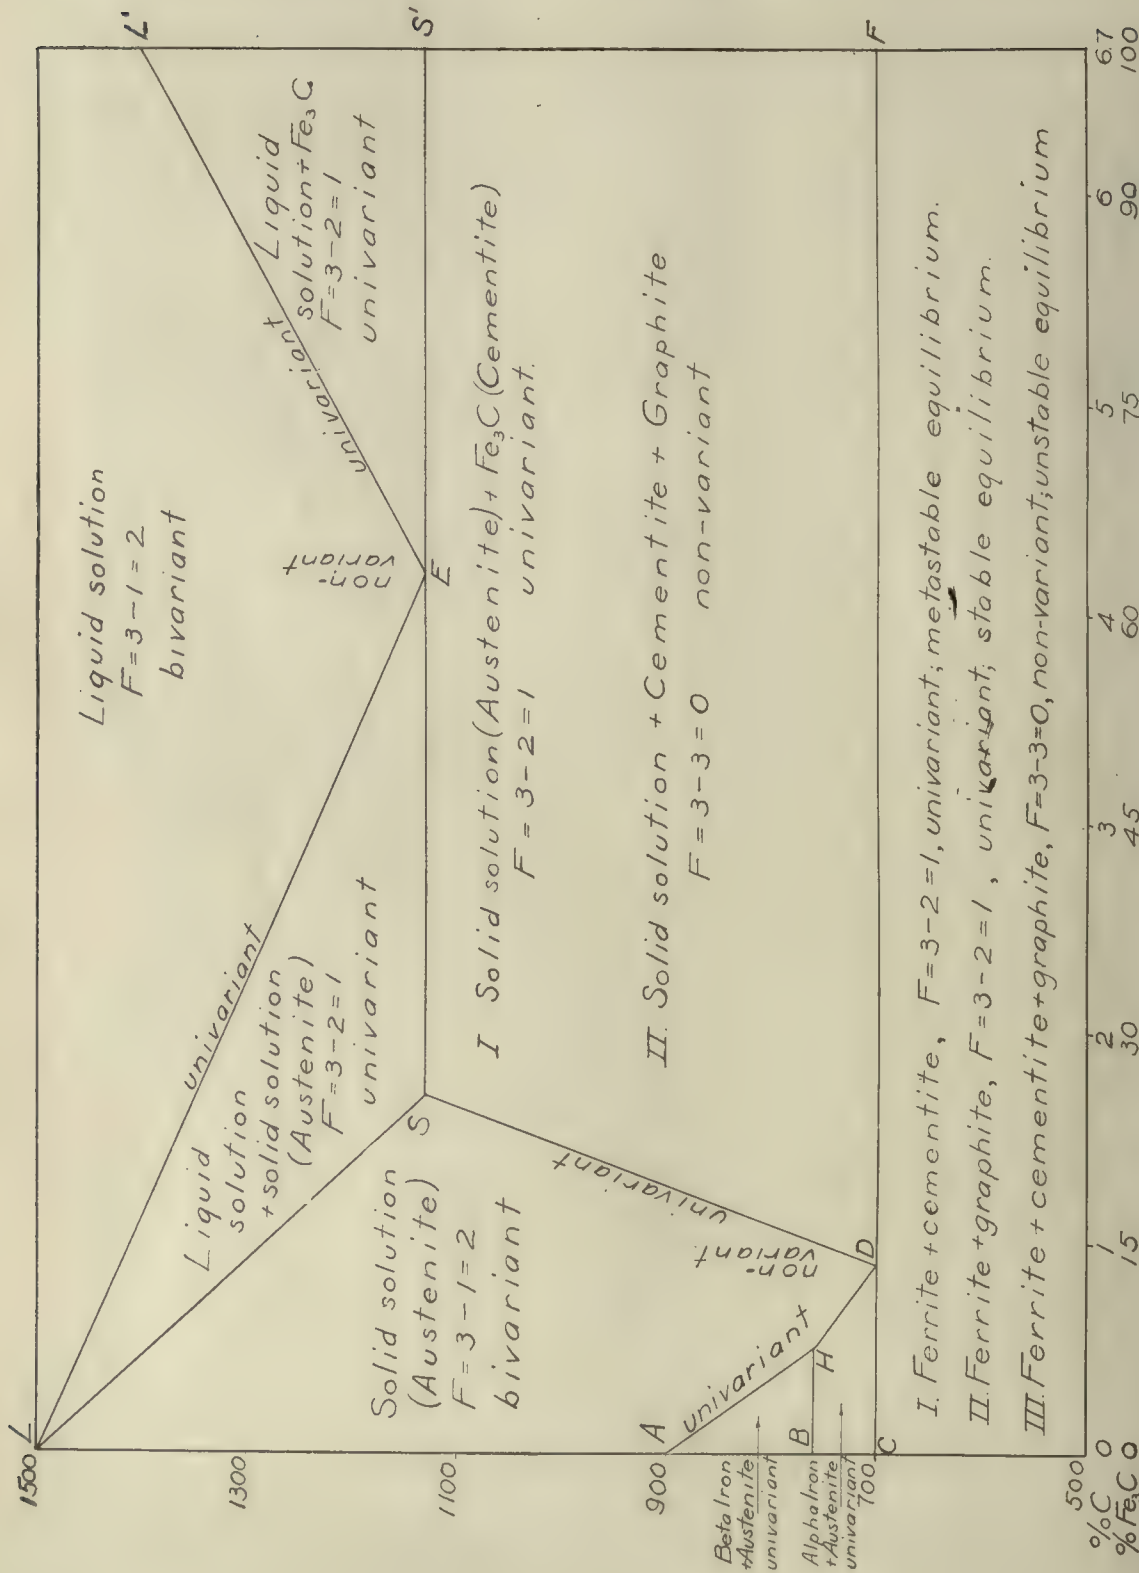 L
L'
1500
Liquid solution
F=3-1=2
bivariant
univariant
univariant
Liquid
solution
+solid solution
(Austenite)
F=3-2=1
univariant
Liquid
solution+Fe₃C
F=3-2=1
univariant
1300
non-
variant
S
E
S'
1100
Solid solution
(Austenite)
F=3-1=2
bivariant
I Solid solution (Austenite)+Fe₃C (Cementite)
F=3-2=1 univariant.
univariant
II. Solid solution + Cementite + Graphite
F=3-3=0 non-variant
A
900
univariant
non-
variant
Beta Iron
+Austenite
univariant
B
H
Alpha Iron
+Austenite
univariant
D
F
700
C
I. Ferrite+cementite, F=3-2=1, univariant; metastable equilibrium.
II. Ferrite+graphite, F=3-2=1, univariant; stable equilibrium.
III. Ferrite+cementite+graphite, F=3-3=0, non-variant; unstable equilibrium
500
%C 0 1 2 3 4 5 6 6.7
%Fe₃C 0 15 30 45 60 75 90 100